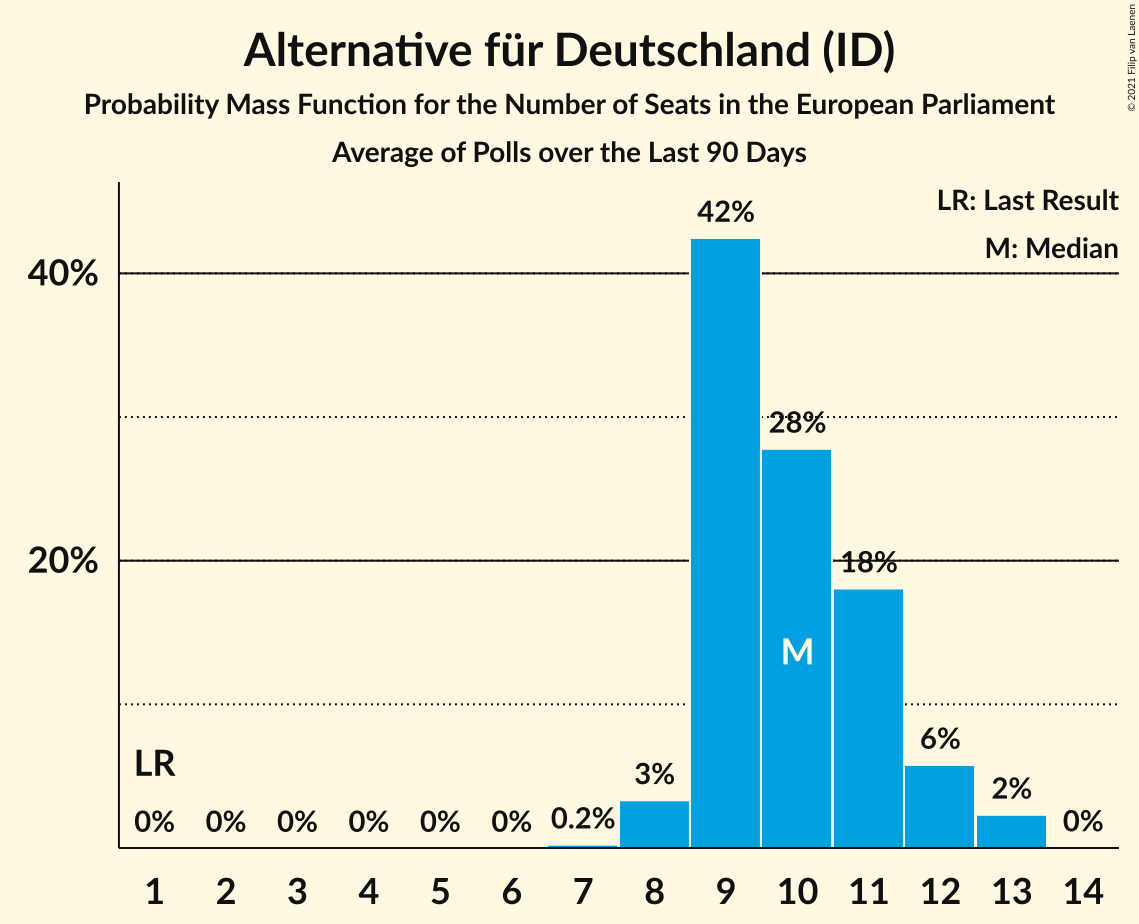 Alternative für Deutschland (ID)
Probability Mass Function for the Number of Seats in the European Parliament
Average of Polls over the Last 90 Days
© 2021 Filip van Laenen
LR: Last Result
M: Median
42%
40%
28%
20%
18%
M
LR
6%
3%
2%
0% 0% 0% 0% 0% 0% 0.2% 0%
1 2 3 4 5 6 7 8 9 10 11 12 13 14